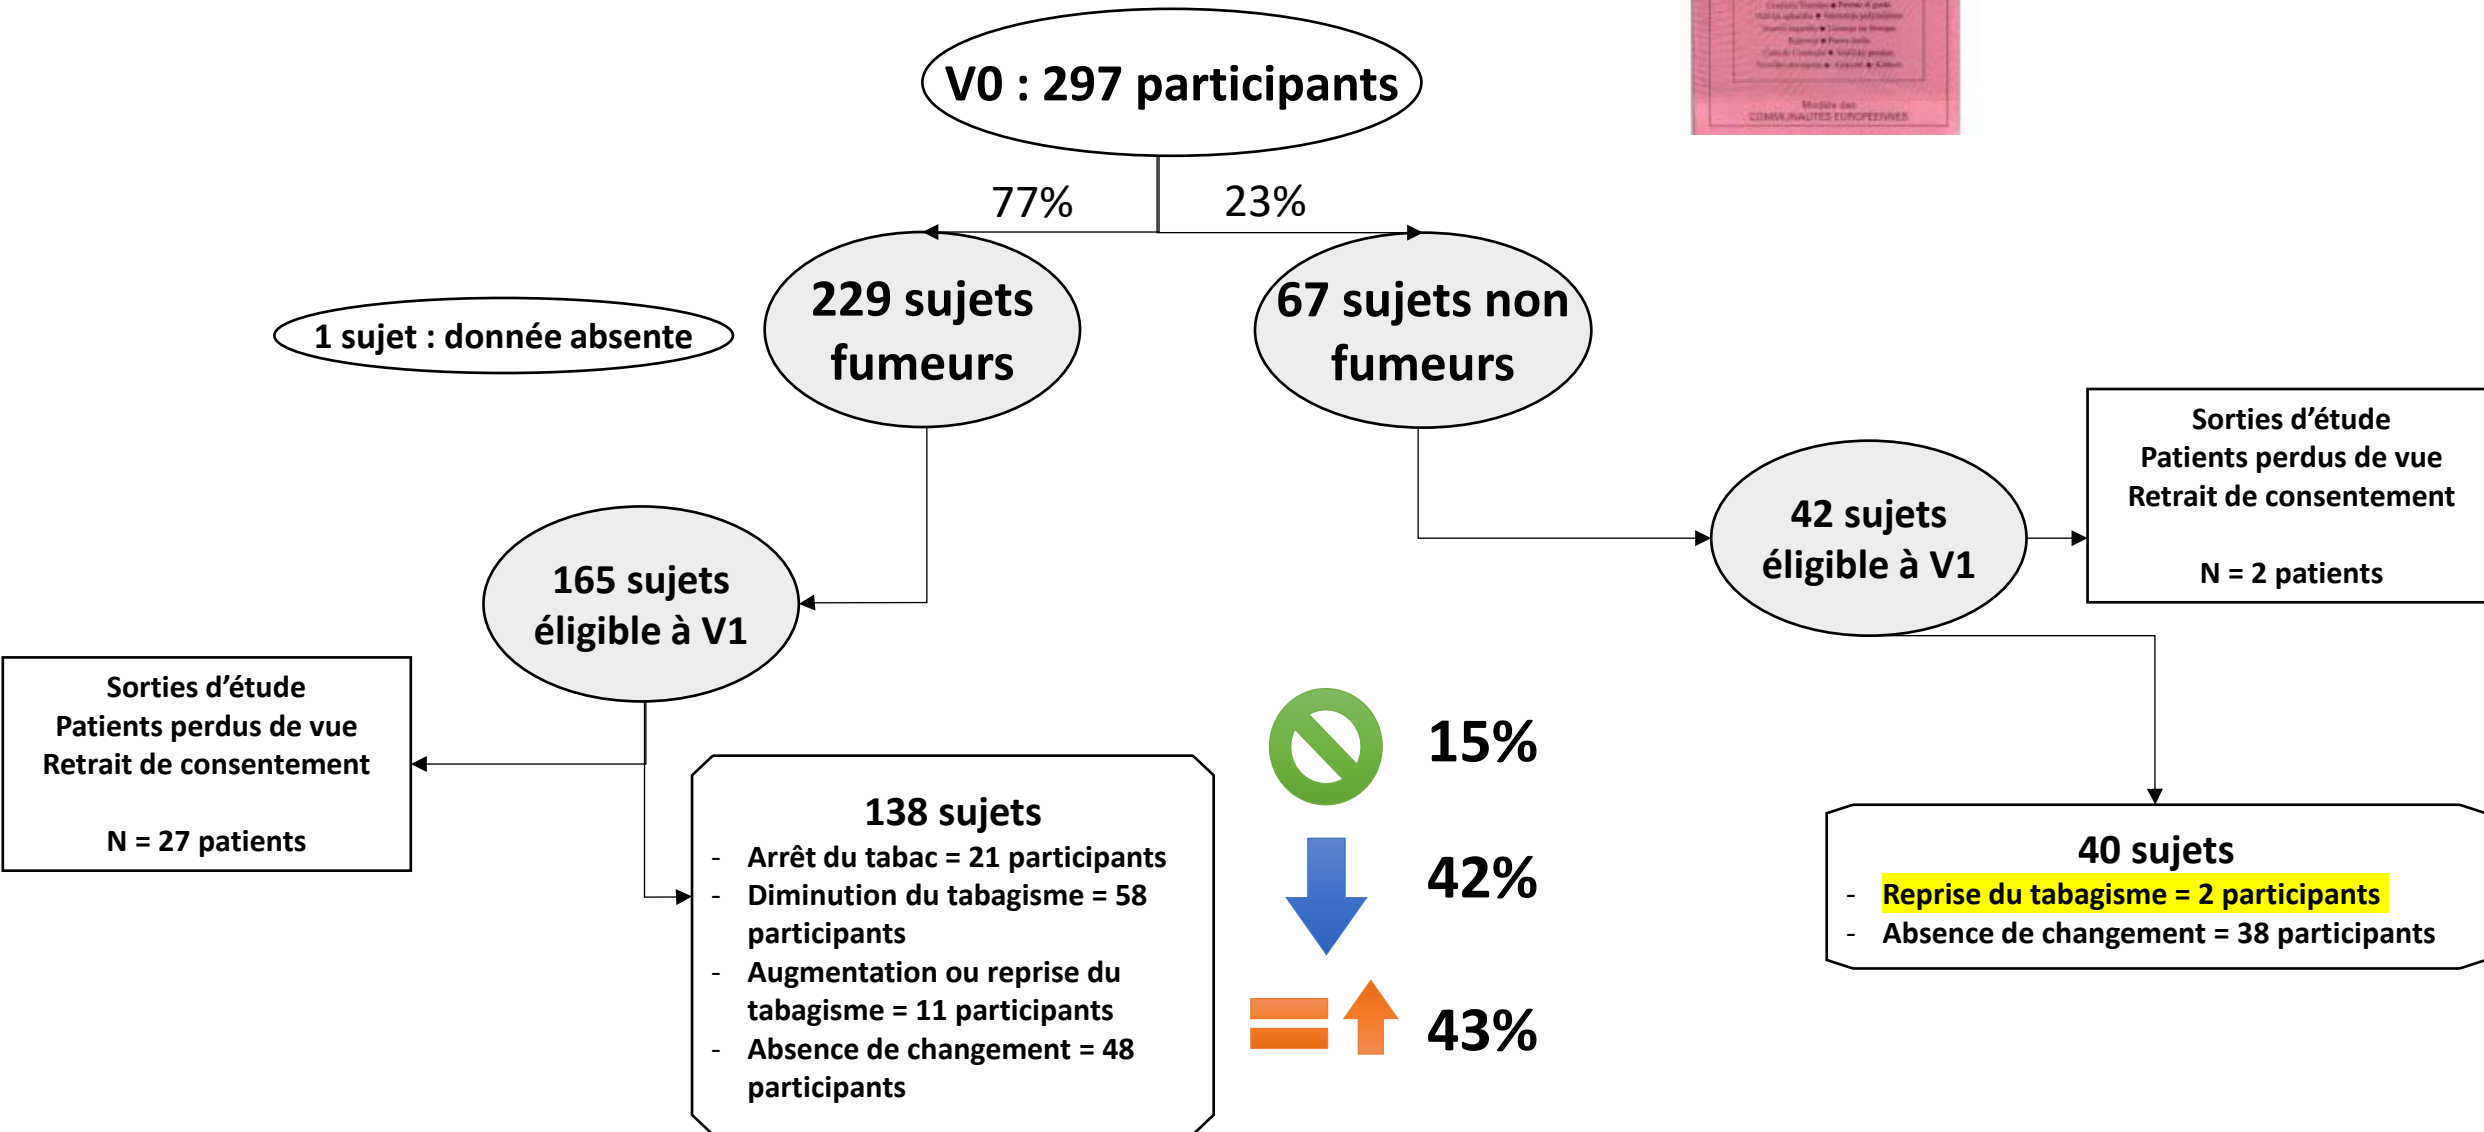 V0 : 297 participants
Modèle des
COMMUNAUTES EUROPEENNES
77%
23%
229 sujets
fumeurs
67 sujets non
fumeurs
1 sujet : donnée absente
Sorties d’étude
Patients perdus de vue
Retrait de consentement
N = 2 patients
42 sujets
éligible à V1
165 sujets
éligible à V1
Sorties d’étude
Patients perdus de vue
Retrait de consentement
N = 27 patients
138 sujets
- Arrêt du tabac = 21 participants
- Diminution du tabagisme = 58
participants
- Augmentation ou reprise du
tabagisme = 11 participants
- Absence de changement = 48
participants
15%
42%
43%
40 sujets
- Reprise du tabagisme = 2 participants
- Absence de changement = 38 participants